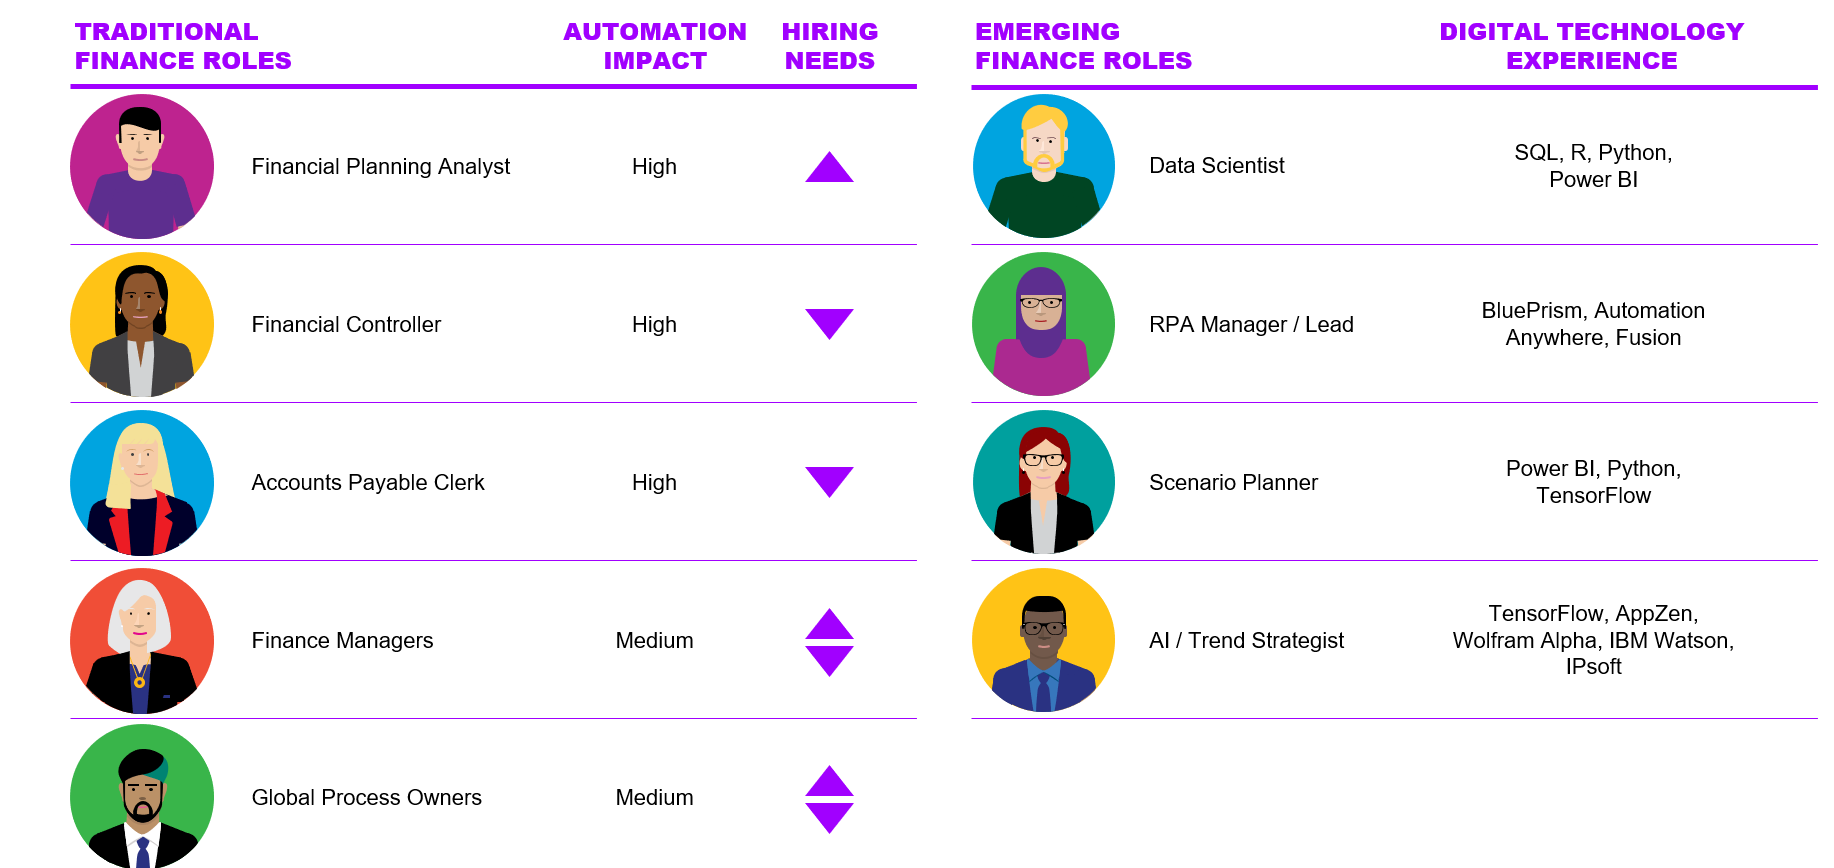 TRADITIONAL
FINANCE ROLES
AUTOMATION
IMPACT
HIRING
NEEDS
Financial Planning Analyst
High
Financial Controller
High
Accounts Payable Clerk
High
Finance Managers
Medium
Global Process Owners
Medium
EMERGING
FINANCE ROLES
DIGITAL TECHNOLOGY
EXPERIENCE
Data Scientist
SQL, R, Python,
Power BI
RPA Manager / Lead
BluePrism, Automation
Anywhere, Fusion
Scenario Planner
Power BI, Python,
TensorFlow
AI / Trend Strategist
TensorFlow, AppZen,
Wolfram Alpha, IBM Watson,
IPsoft